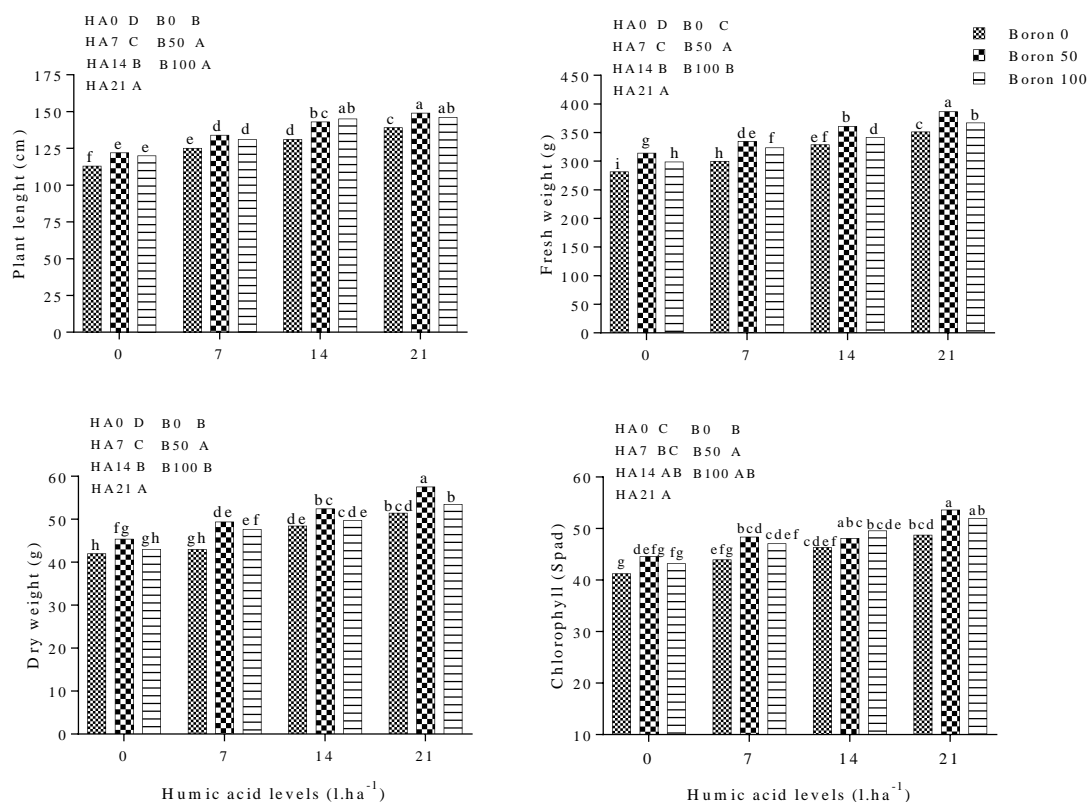 HA0 D B0 B
HA7 C B50 A
HA14 B B100 A
HA21 A
175
150
125
100
75
50
25
0
Plant lenght (cm)
f e e e d d d bc ab c a ab
0 7 14 21
HA0 D B0 C
HA7 C B50 A
HA14 B B100 B
HA21 A
Boron 0
Boron 50
Boron 100
450
400
350
300
250
200
150
100
50
0
Fresh weight (g)
i g h h de f ef b d c a b
0 7 14 21
HA0 D B0 B
HA7 C B50 A
HA14 B B100 B
HA21 A
60
50
40
30
20
10
0
Dry weight (g)
h fg gh gh de ef de bc cde bcd a b
0 7 14 21
Humic acid levels (l.ha-1)
HA0 C B0 B
HA7 BC B50 A
HA14 AB B100 AB
HA21 A
60
50
40
30
20
10
Chlorophyll (Spad)
g defg fg efg bcd cdef cdef abc bcde bcd a ab
0 7 14 21
Humic acid levels (l.ha-1)